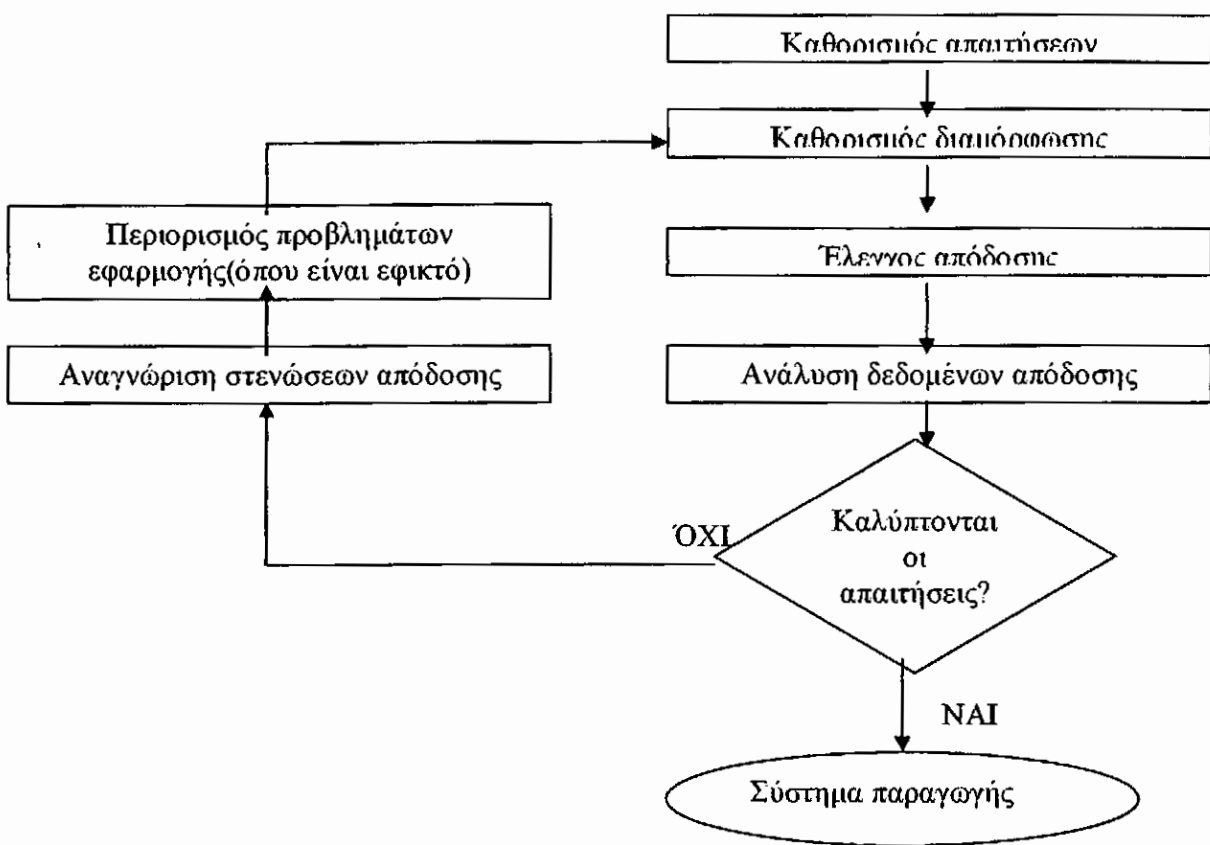 Καθορισμός απαιτήσεων
Καθορισμός διαμόρφωσης
Περιορισμός προβλημάτων
εφαρμογής(όπου είναι εφικτό)
Έλεγχος απόδοσης
Αναγνώριση στενώσεων απόδοσης
Ανάλυση δεδομένων απόδοσης
ΌΧΙ
Καλύπτονται
οι
απαιτήσεις?
ΝΑΙ
Σύστημα παραγωγής